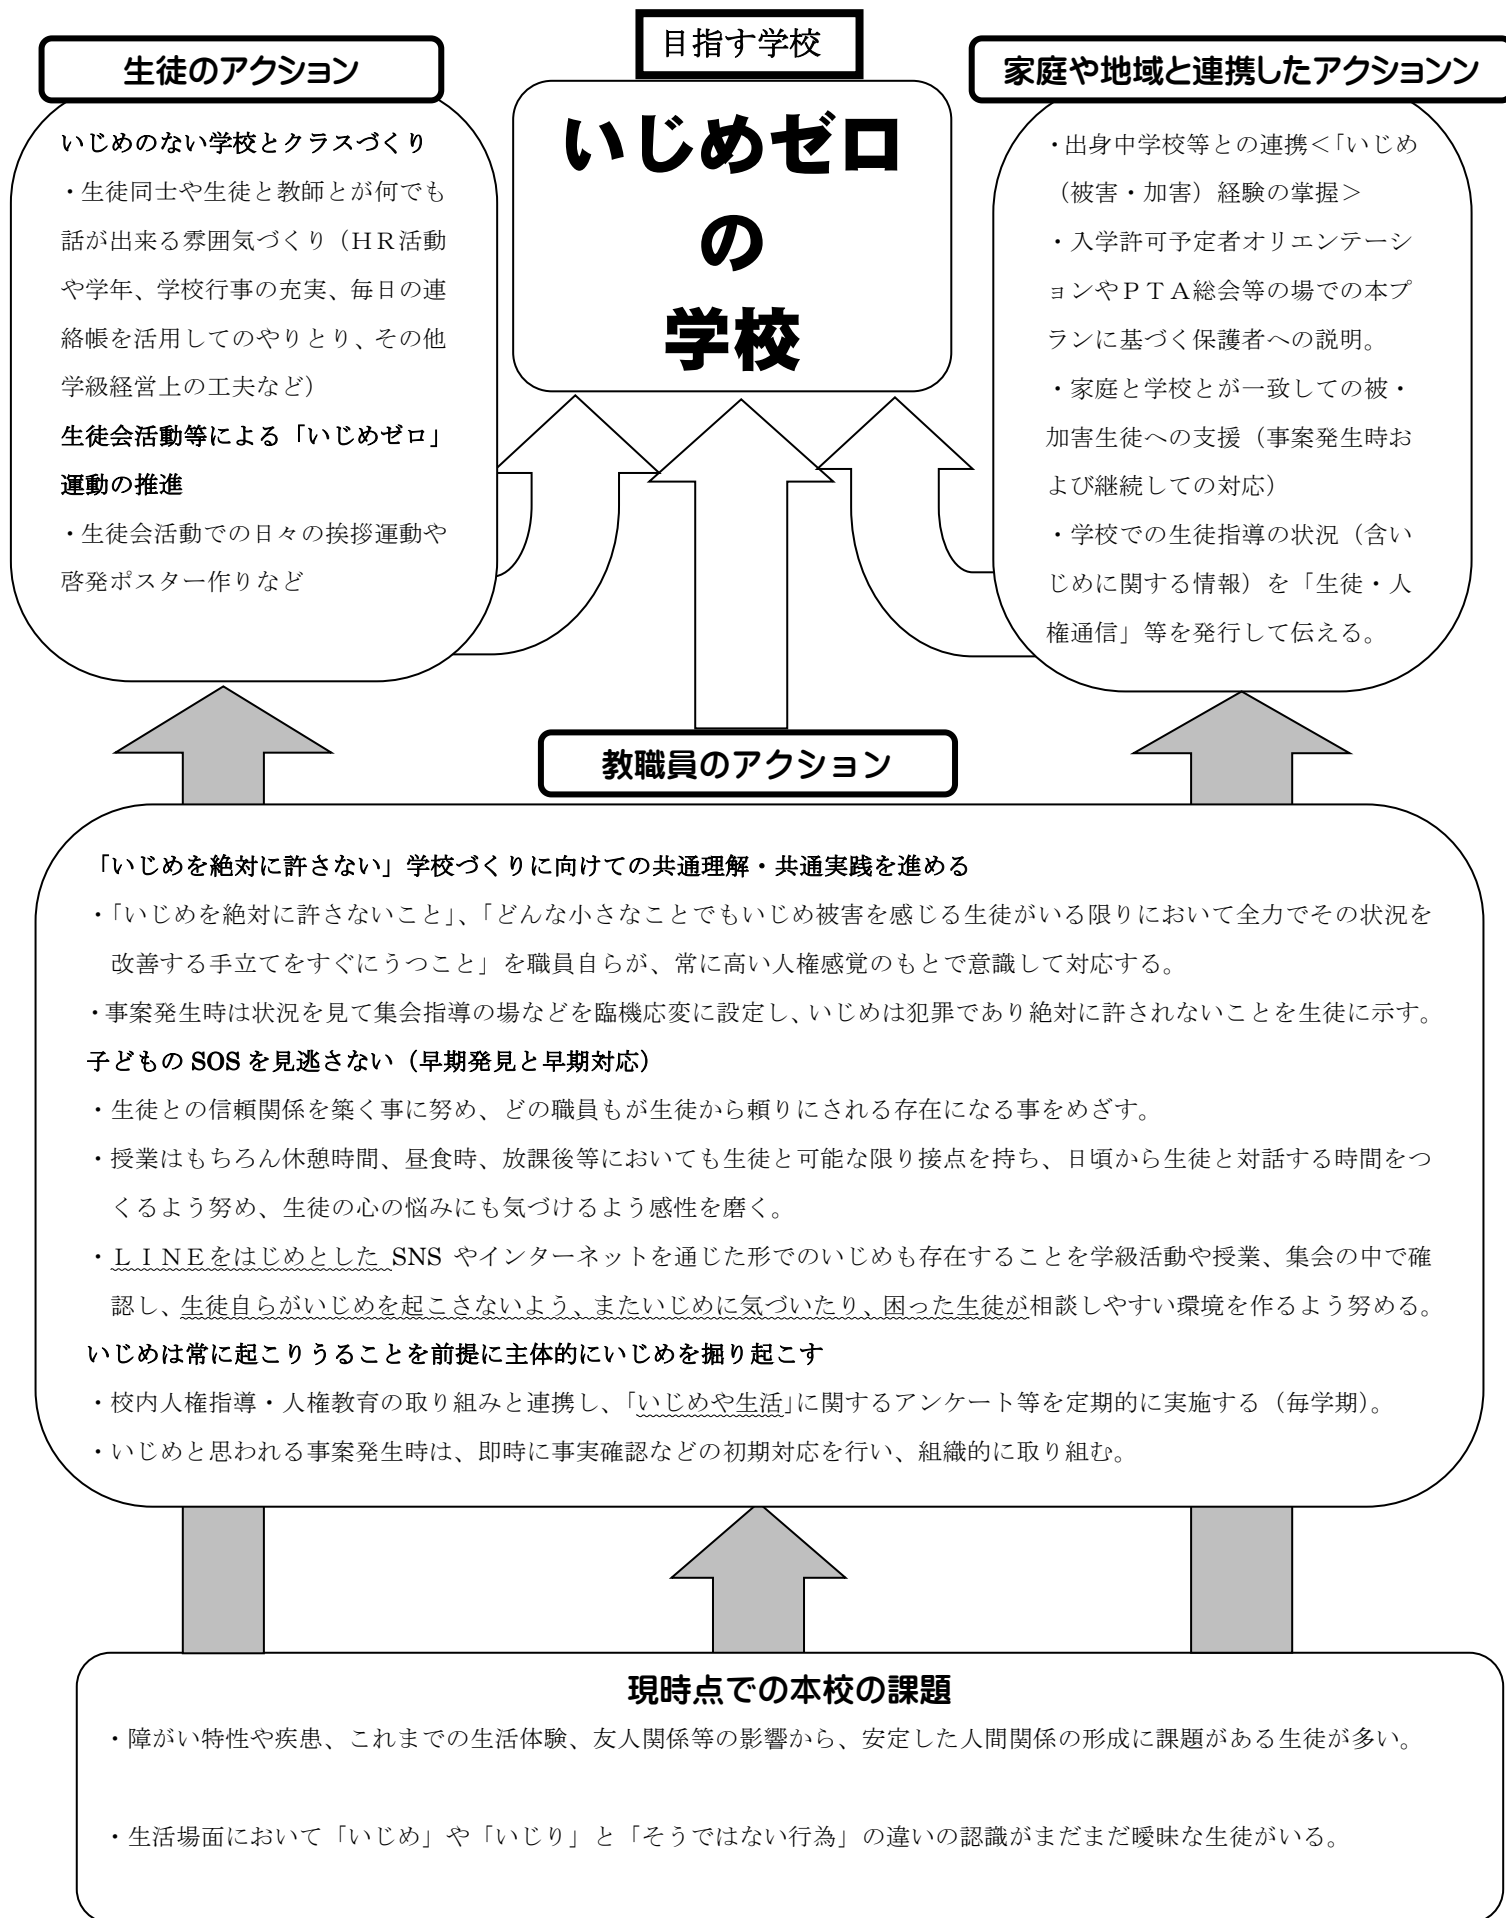 目指す学校
いじめゼロ
の
学校
生徒のアクション
いじめのない学校とクラスづくり
・生徒同士や生徒と教師とが何でも
話が出来る雰囲気づくり（ＨＲ活動
や学年、学校行事の充実、毎日の連
絡帳を活用してのやりとり、その他
学級経営上の工夫など）
生徒会活動等による「いじめゼロ」
運動の推進
・生徒会活動での日々の挨拶運動や
啓発ポスター作りなど
家庭や地域と連携したアクションン
・出身中学校等との連携＜「いじめ
（被害・加害）経験の掌握＞
・入学許可予定者オリエンテーシ
ョンやＰＴＡ総会等の場での本プ
ランに基づく保護者への説明。
・家庭と学校とが一致しての被・
加害生徒への支援（事案発生時お
よび継続しての対応）
・学校での生徒指導の状況（含い
じめに関する情報）を「生徒・人
権通信」等を発行して伝える。
教職員のアクション
「いじめを絶対に許さない」学校づくりに向けての共通理解・共通実践を進める
・「いじめを絶対に許さないこと」、「どんな小さなことでもいじめ被害を感じる生徒がいる限りにおいて全力でその状況を
改善する手立てをすぐにうつこと」を職員自らが、常に高い人権感覚のもとで意識して対応する。
・事案発生時は状況を見て集会指導の場などを臨機応変に設定し、いじめは犯罪であり絶対に許されないことを生徒に示す。
子どもの SOS を見逃さない（早期発見と早期対応）
・生徒との信頼関係を築く事に努め、どの職員もが生徒から頼りにされる存在になる事をめざす。
・授業はもちろん休憩時間、昼食時、放課後等においても生徒と可能な限り接点を持ち、日頃から生徒と対話する時間をつ
くるよう努め、生徒の心の悩みにも気づけるよう感性を磨く。
・ＬＩＮＥをはじめとした SNS やインターネットを通じた形でのいじめも存在することを学級活動や授業、集会の中で確
認し、生徒自らがいじめを起こさないよう、またいじめに気づいたり、困った生徒が相談しやすい環境を作るよう努める。
いじめは常に起こりうることを前提に主体的にいじめを掘り起こす
・校内人権指導・人権教育の取り組みと連携し、「いじめや生活」に関するアンケート等を定期的に実施する（毎学期）。
・いじめと思われる事案発生時は、即時に事実確認などの初期対応を行い、組織的に取り組む。
現時点での本校の課題
・障がい特性や疾患、これまでの生活体験、友人関係等の影響から、安定した人間関係の形成に課題がある生徒が多い。
・生活場面において「いじめ」や「いじり」と「そうではない行為」の違いの認識がまだまだ曖昧な生徒がいる。